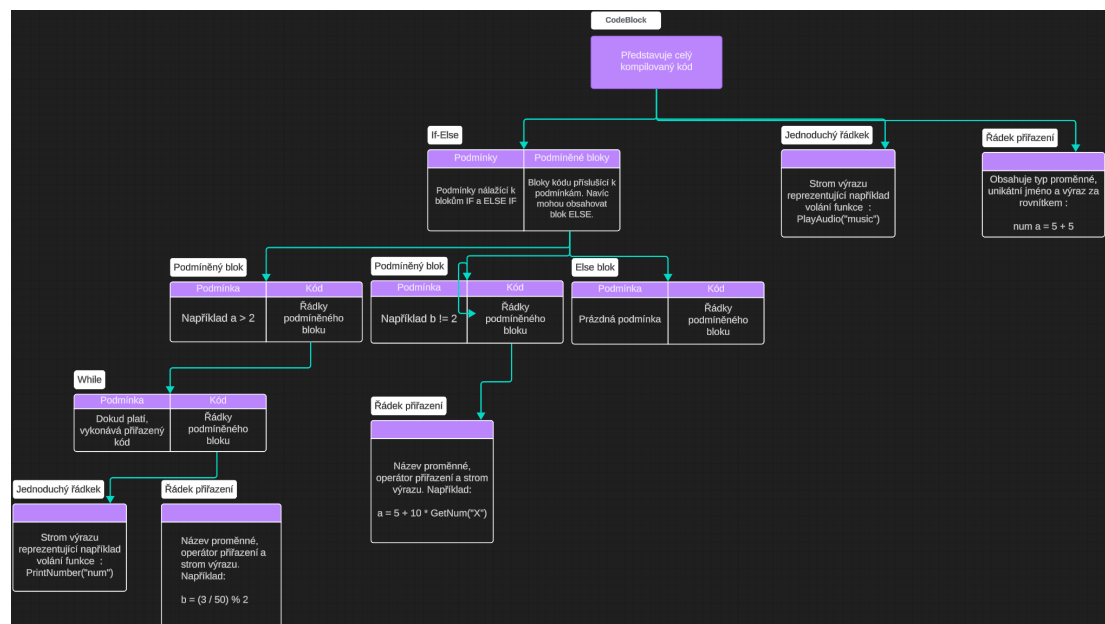 CodeBlock
Představuje celý
kompilovaný kód
If-Else
Podmínky
Podmíněné bloky
Podmínky nálažící k
blokům IF a ELSE IF
Bloky kódu příslušící k
podmínkám. Navíc
mohou obsahovat
blok ELSE.
Jednoduchý řádkek
Strom výrazu
reprezentující například
volání funkce :
PlayAudio("music")
Řádek přiřazení
Obsahuje typ proměnné,
unikátní jméno a výraz za
rovnítkem :
num a = 5 + 5
Podmíněný blok
Podmínka
Kód
Například a > 2
Řádky
podmíněného
bloku
Podmíněný blok
Podmínka
Kód
Například b != 2
Řádky
podmíněného
bloku
Else blok
Podmínka
Kód
Prázdná podmínka
Řádky
podmíněného
bloku
While
Podmínka
Kód
Dokud platí,
vykonává přiřazený
kód
Řádky
podmíněného
bloku
Řádek přiřazení
Název proměnné,
operátor přiřazení a strom
výrazu. Například:
a = 5 + 10 * GetNum("X")
Jednoduchý řádkek
Strom výrazu
reprezentující například
volání funkce :
PrintNumber("num")
Řádek přiřazení
Název proměnné,
operátor přiřazení a
strom výrazu.
Například:
b = (3 / 50) % 2